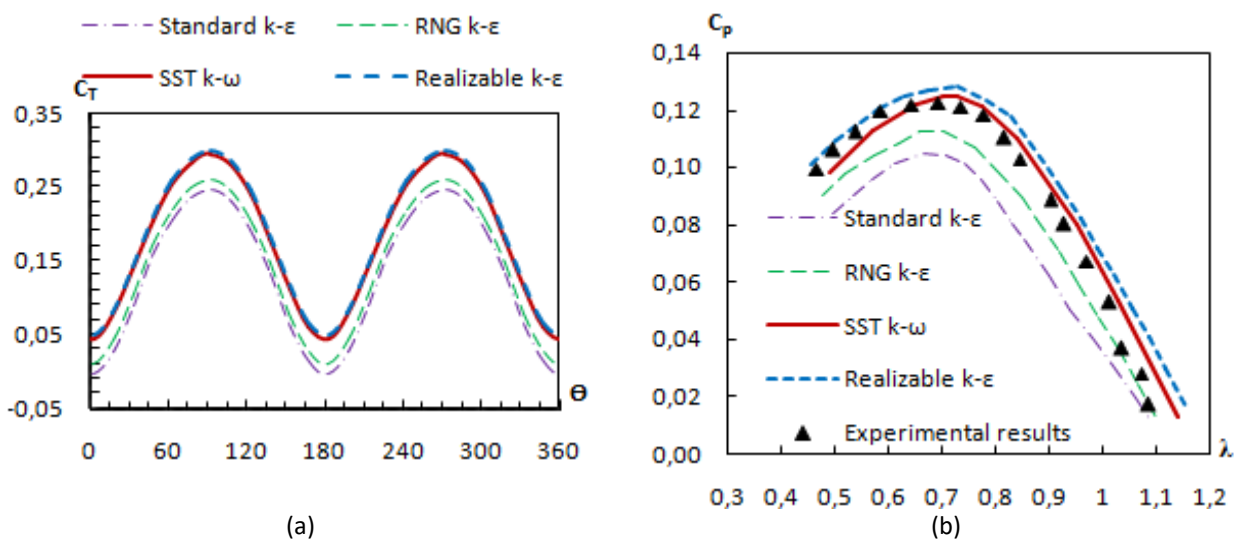 Standard k-ε
RNG k-ε
SST k-ω
Realizable k-ε
C_T
0,35
0,25
0,15
0,05
-0,05
Θ
0 60 120 180 240 300 360
(a)
C_p
0,14
0,12
0,10
0,08
0,06
0,04
0,02
0,00
Standard k-ε
RNG k-ε
SST k-ω
Realizable k-ε
Experimental results
λ
0,3 0,4 0,5 0,6 0,7 0,8 0,9 1 1,1 1,2
(b)